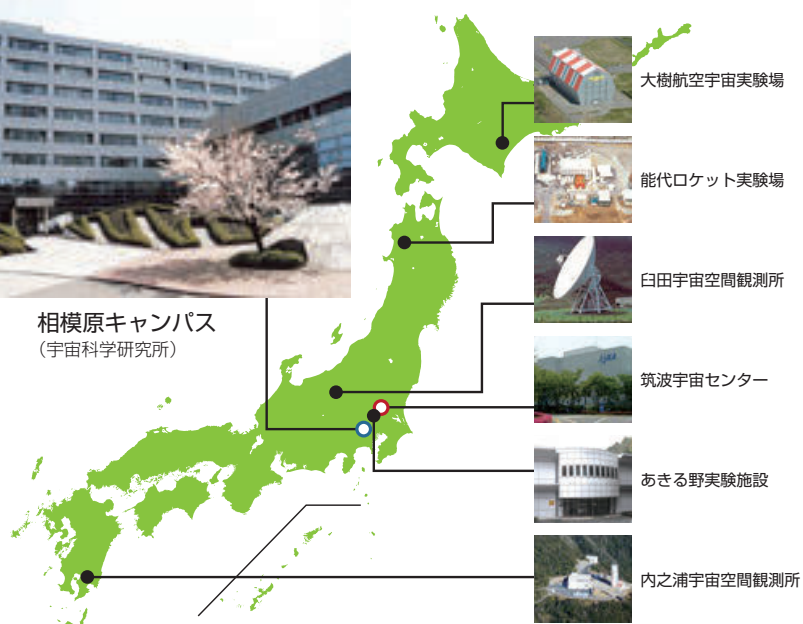 大樹航空宇宙実験場
能代ロケット実験場
臼田宇宙空間観測所
相模原キャンパス
（宇宙科学研究所）
筑波宇宙センター
あきる野実験施設
内之浦宇宙空間観測所